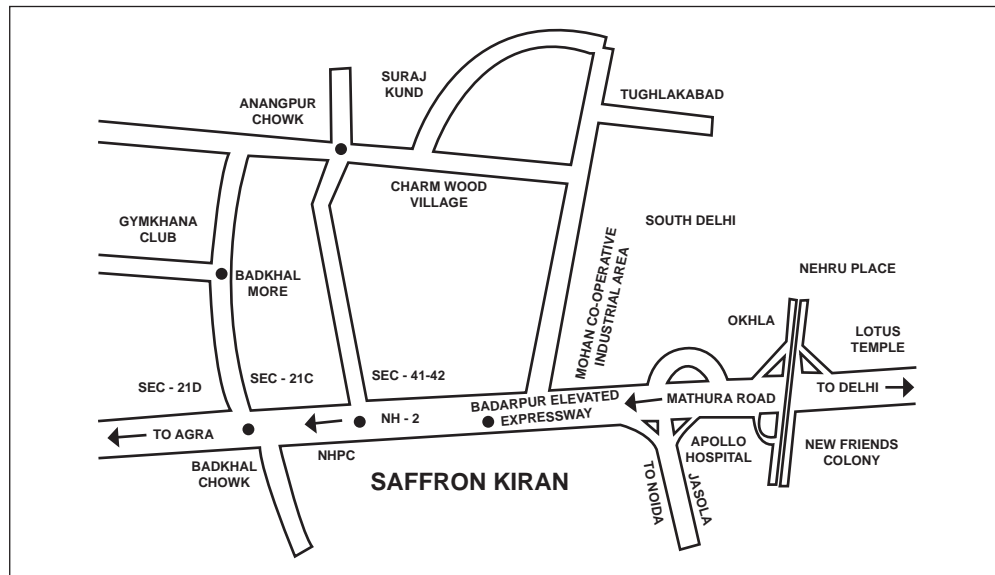 SURAJ
KUND
TUGHLAKABAD
ANANGPUR
CHOWK
CHARM WOOD
VILLAGE
GYMKHANA
CLUB
SOUTH DELHI
BADKHAL
MORE
MOHAN CO-OPERATIVE
INDUSTRIAL AREA
NEHRU PLACE
OKHLA
LOTUS
TEMPLE
SEC - 21D
SEC - 21C
SEC - 41-42
TO DELHI
MATHURA ROAD
BADARPUR ELEVATED
EXPRESSWAY
NH - 2
TO AGRA
NHPC
BADKHAL
CHOWK
SAFFRON KIRAN
TO NOIDA
JASOLA
APOLLO
HOSPITAL
NEW FRIENDS
COLONY